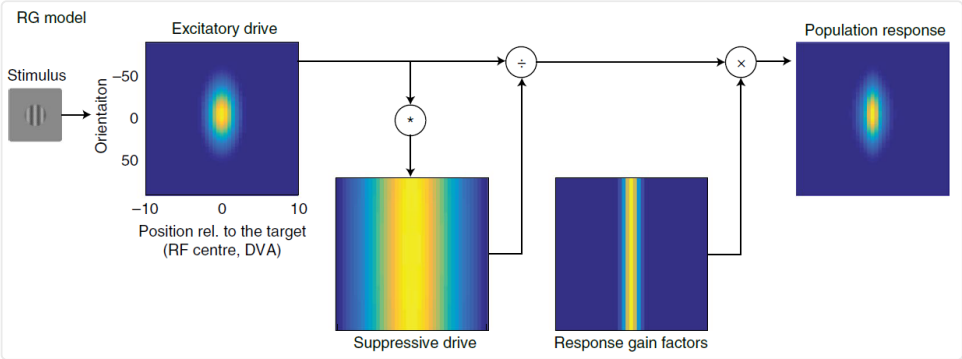 RG model
Stimulus
Excitatory drive
Orientaiton
−50
0
50
−10
0
10
Position rel. to the target
(RF centre, DVA)
*
÷
×
Suppressive drive
Response gain factors
Population response